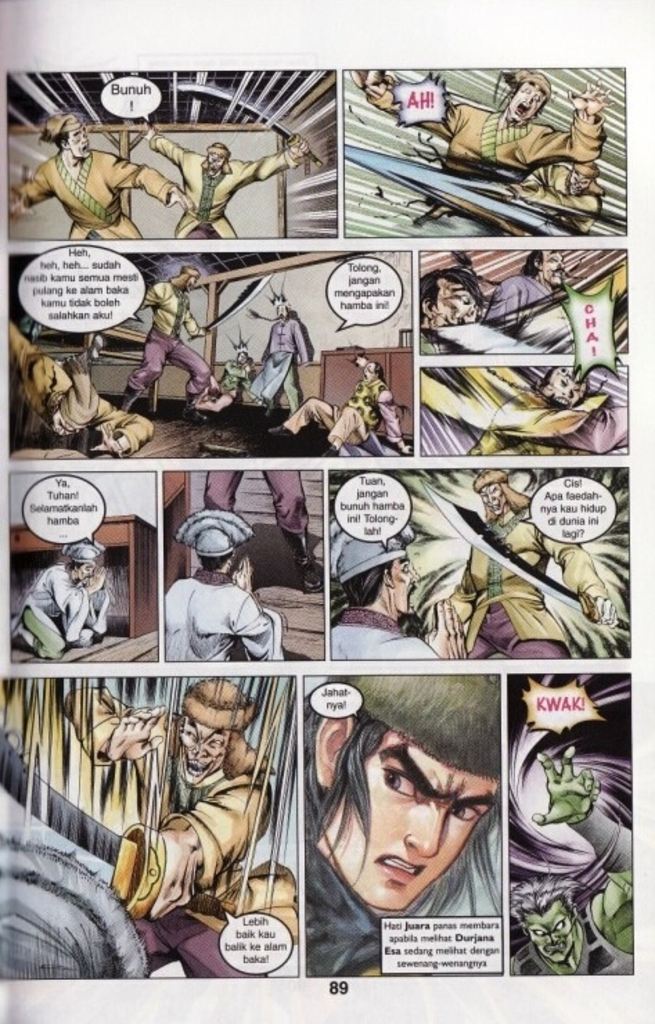 Bunuh
!
AH!
Heh,
heh, heh... sudah
nasib kamu semua mesti
pulang ke alam baka
kamu tidak boleh
salahkan aku!
Tolong,
jangan
mengapakan
hamba ini!
CHA!
Ya,
Tuhan!
Selamatkanlah
hamba
...
Tuan,
jangan
bunuh hamba
ini! Tolong-
lah!
Cis!
Apa faedah-
nya kau hidup
di dunia ini
lagi?
Lebih
baik kau
balik ke alam
baka!
Jahat-
nya!
Hati Juara panas membara
apabila melihat Durjana
Esa sedang melihat dengan
sewenang-wenangnya
KWAK!
89